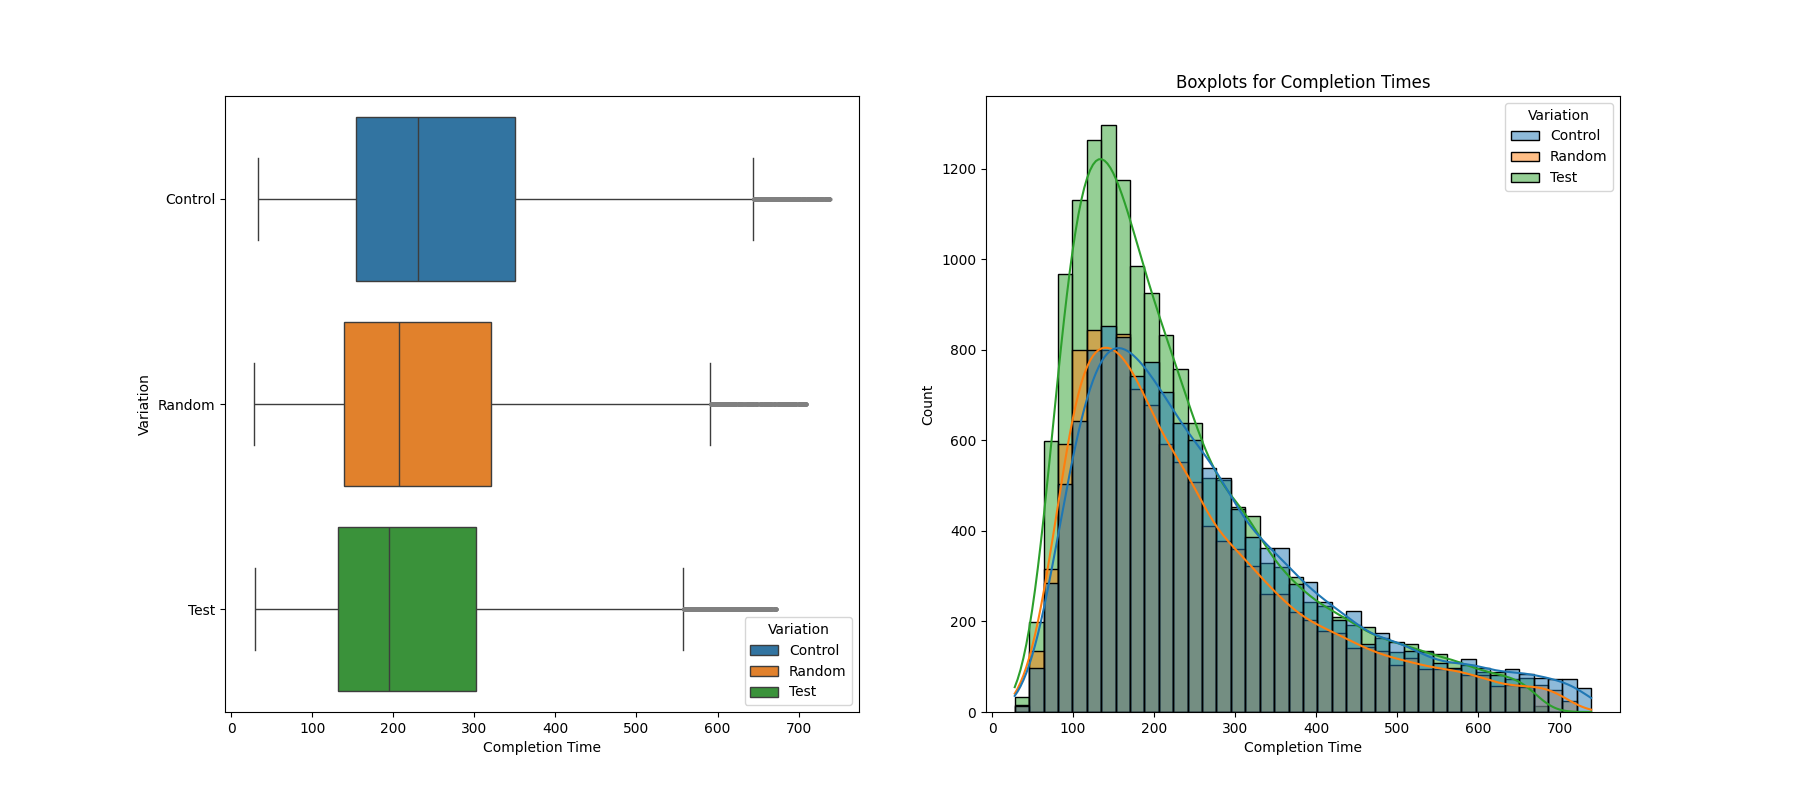 Variation
Control
Random
Test
0 100 200 300 400 500 600 700
Completion Time
Variation
Control
Random
Test
Boxplots for Completion Times
Count
1200
1000
800
600
400
200
0
0 100 200 300 400 500 600 700
Completion Time
Variation
Control
Random
Test